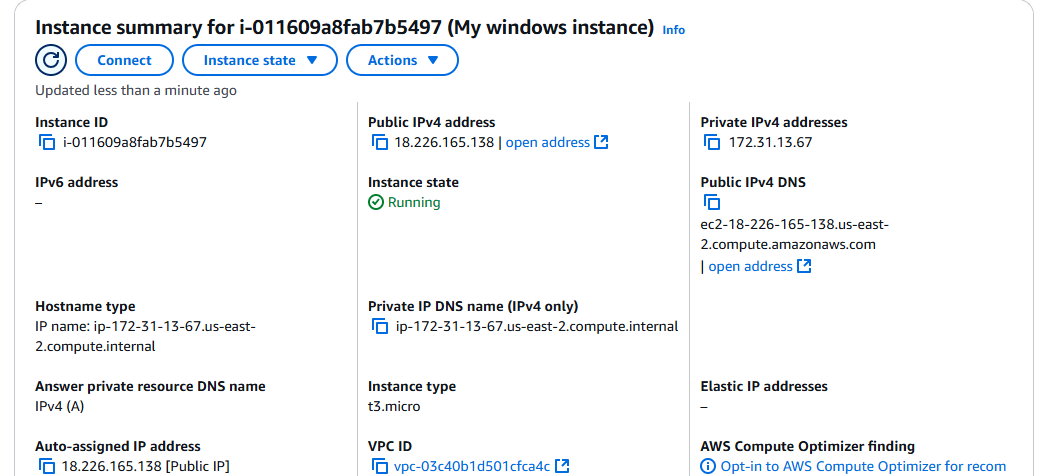 Instance summary for i-011609a8fab7b5497 (My windows instance) Info
Connect
Instance state
Actions
Updated less than a minute ago
Instance ID
i-011609a8fab7b5497
Public IPv4 address
18.226.165.138 | open address
Private IPv4 addresses
172.31.13.67
IPv6 address
–
Instance state
Running
Public IPv4 DNS
ec2-18-226-165-138.us-east-
2.compute.amazonaws.com
| open address
Hostname type
IP name: ip-172-31-13-67.us-east-
2.compute.internal
Private IP DNS name (IPv4 only)
ip-172-31-13-67.us-east-2.compute.internal
Answer private resource DNS name
IPv4 (A)
Instance type
t3.micro
Elastic IP addresses
–
Auto-assigned IP address
18.226.165.138 [Public IP]
VPC ID
vpc-03c40b1d501cfca4c
AWS Compute Optimizer finding
Opt-in to AWS Compute Optimizer for recom